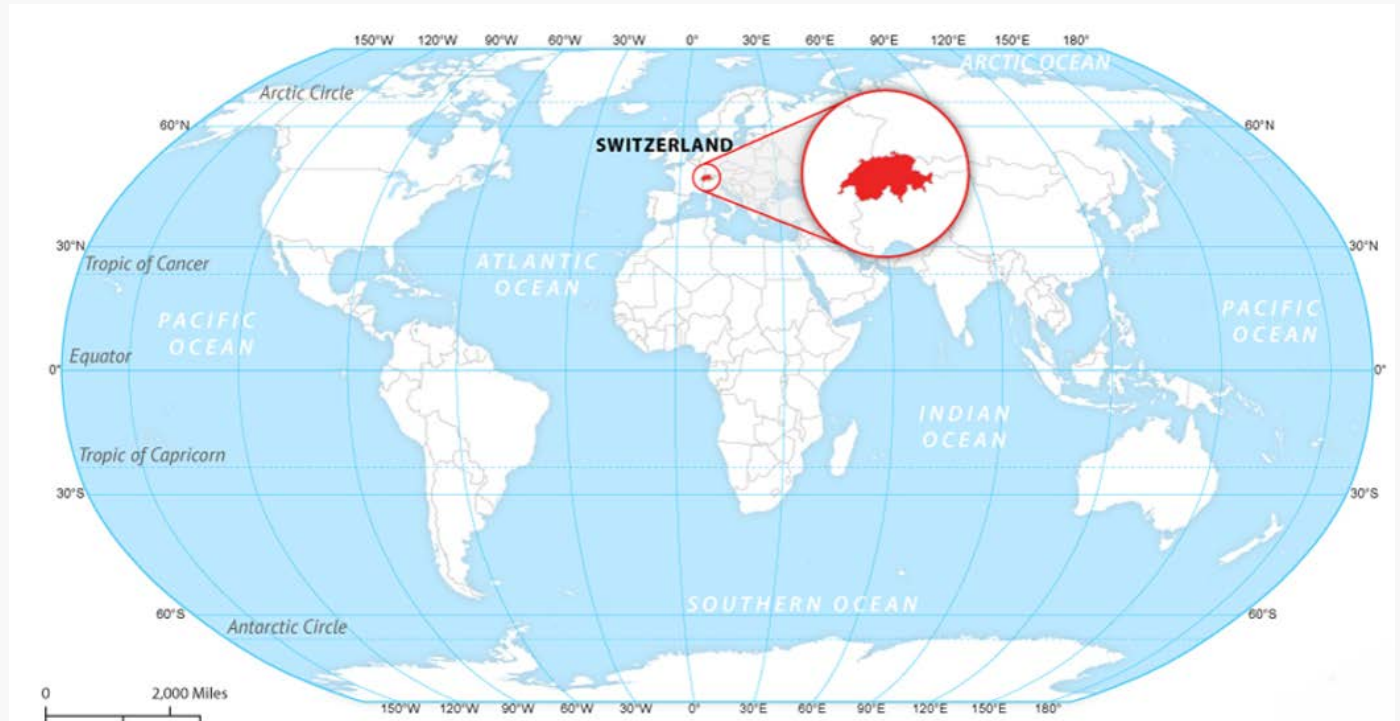 150°W 120°W 90°W 60°W 30°W 0° 30°E 60°E 90°E 120°E 150°E 180°
ARCTIC OCEAN
Arctic Circle
60°N 60°N
SWITZERLAND
30°N 30°N
Tropic of Cancer
ATLANTIC
OCEAN
PACIFIC
OCEAN
PACIFIC
OCEAN
Equator
0° 0°
INDIAN
OCEAN
Tropic of Capricorn
30°S 30°S
SOUTHERN OCEAN
60°S 60°S
Antarctic Circle
0 2,000 Miles
150°W 120°W 90°W 60°W 30°W 0° 30°E 60°E 90°E 120°E 150°E 180°